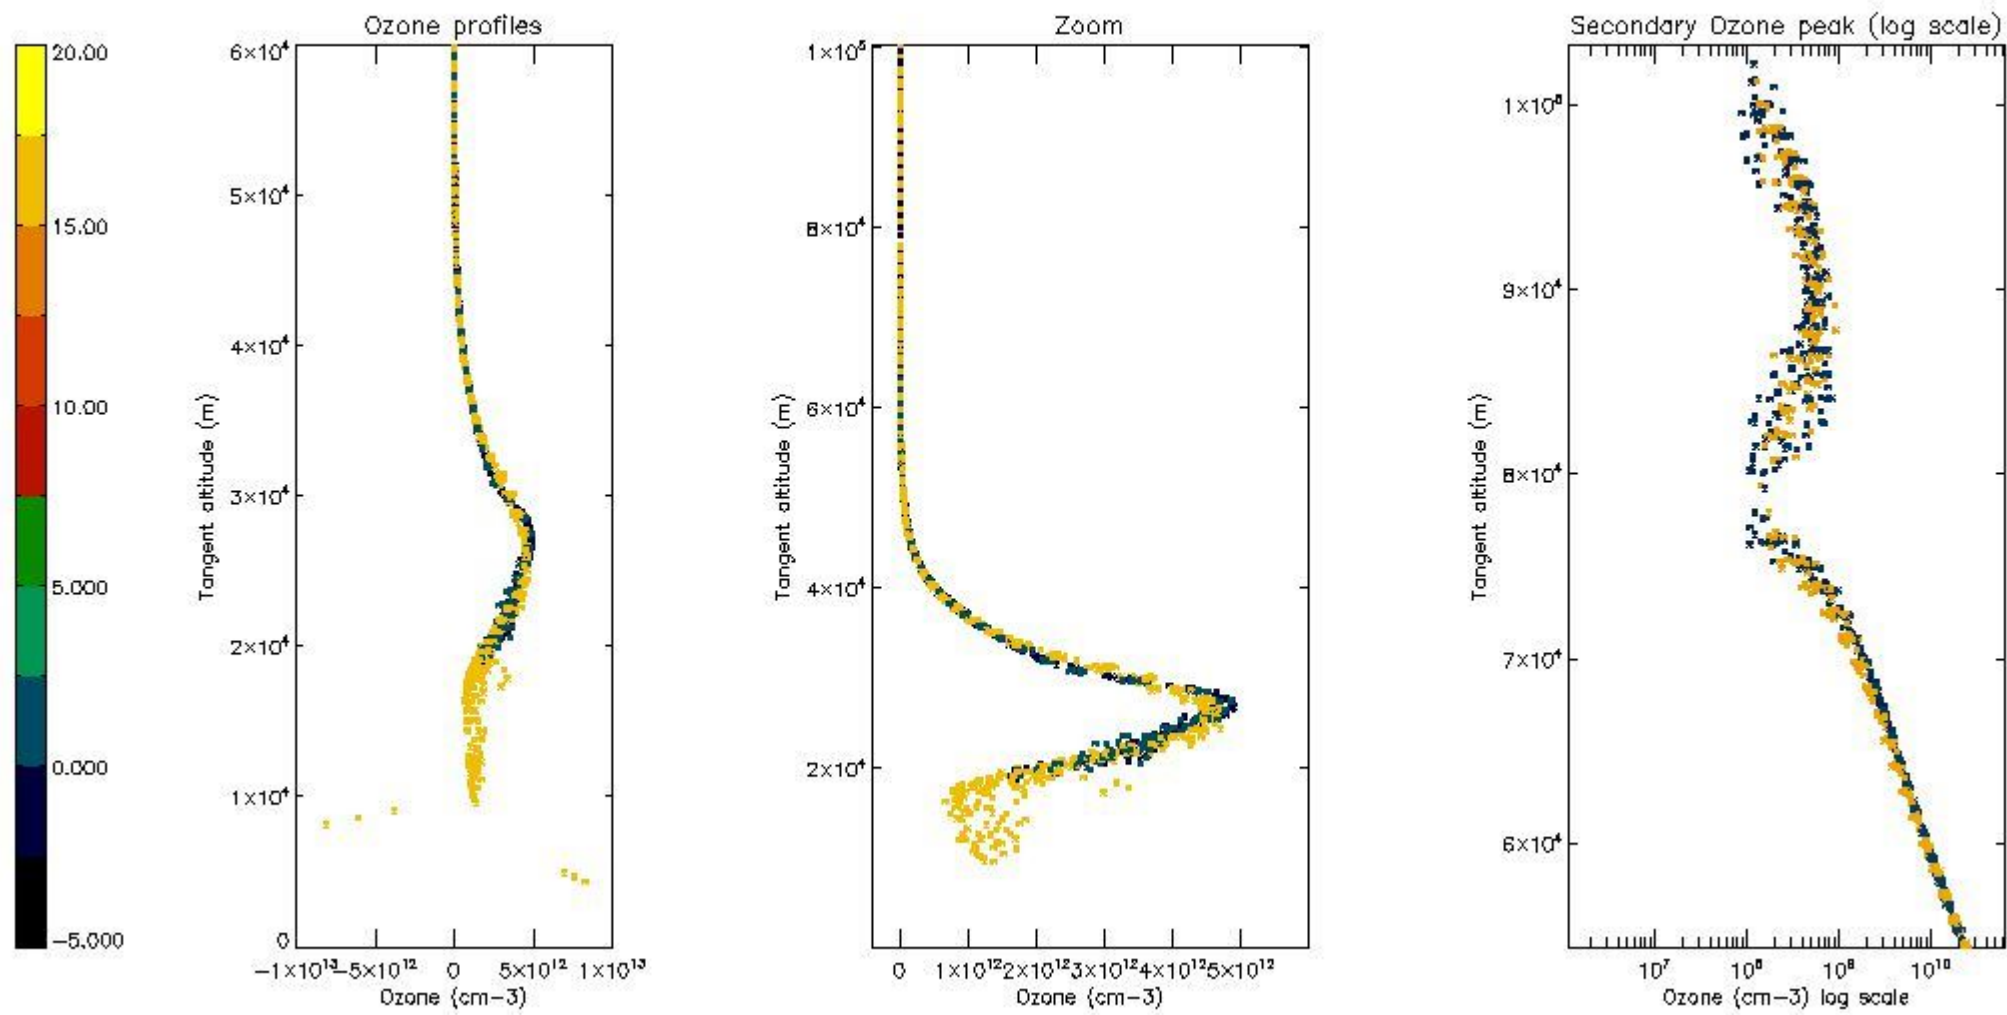 20.00
15.00
10.00
5.000
0.000
−5.000
Ozone profiles
6×10⁴
5×10⁴
4×10⁴
3×10⁴
2×10⁴
1×10⁴
0
Tangent altitude (m)
−1×10¹³ −5×10¹² 0 5×10¹² 1×10¹³
Ozone (cm−3)
Zoom
1×10⁵
8×10⁴
6×10⁴
4×10⁴
2×10⁴
Tangent altitude (m)
0 1×10¹² 2×10¹² 3×10¹² 4×10¹² 5×10¹²
Ozone (cm−3)
Secondary Ozone peak (log scale)
1×10⁵
9×10⁴
8×10⁴
7×10⁴
6×10⁴
Tangent altitude (m)
10⁷ 10⁸ 10⁹ 10¹⁰
Ozone (cm−3) log scale